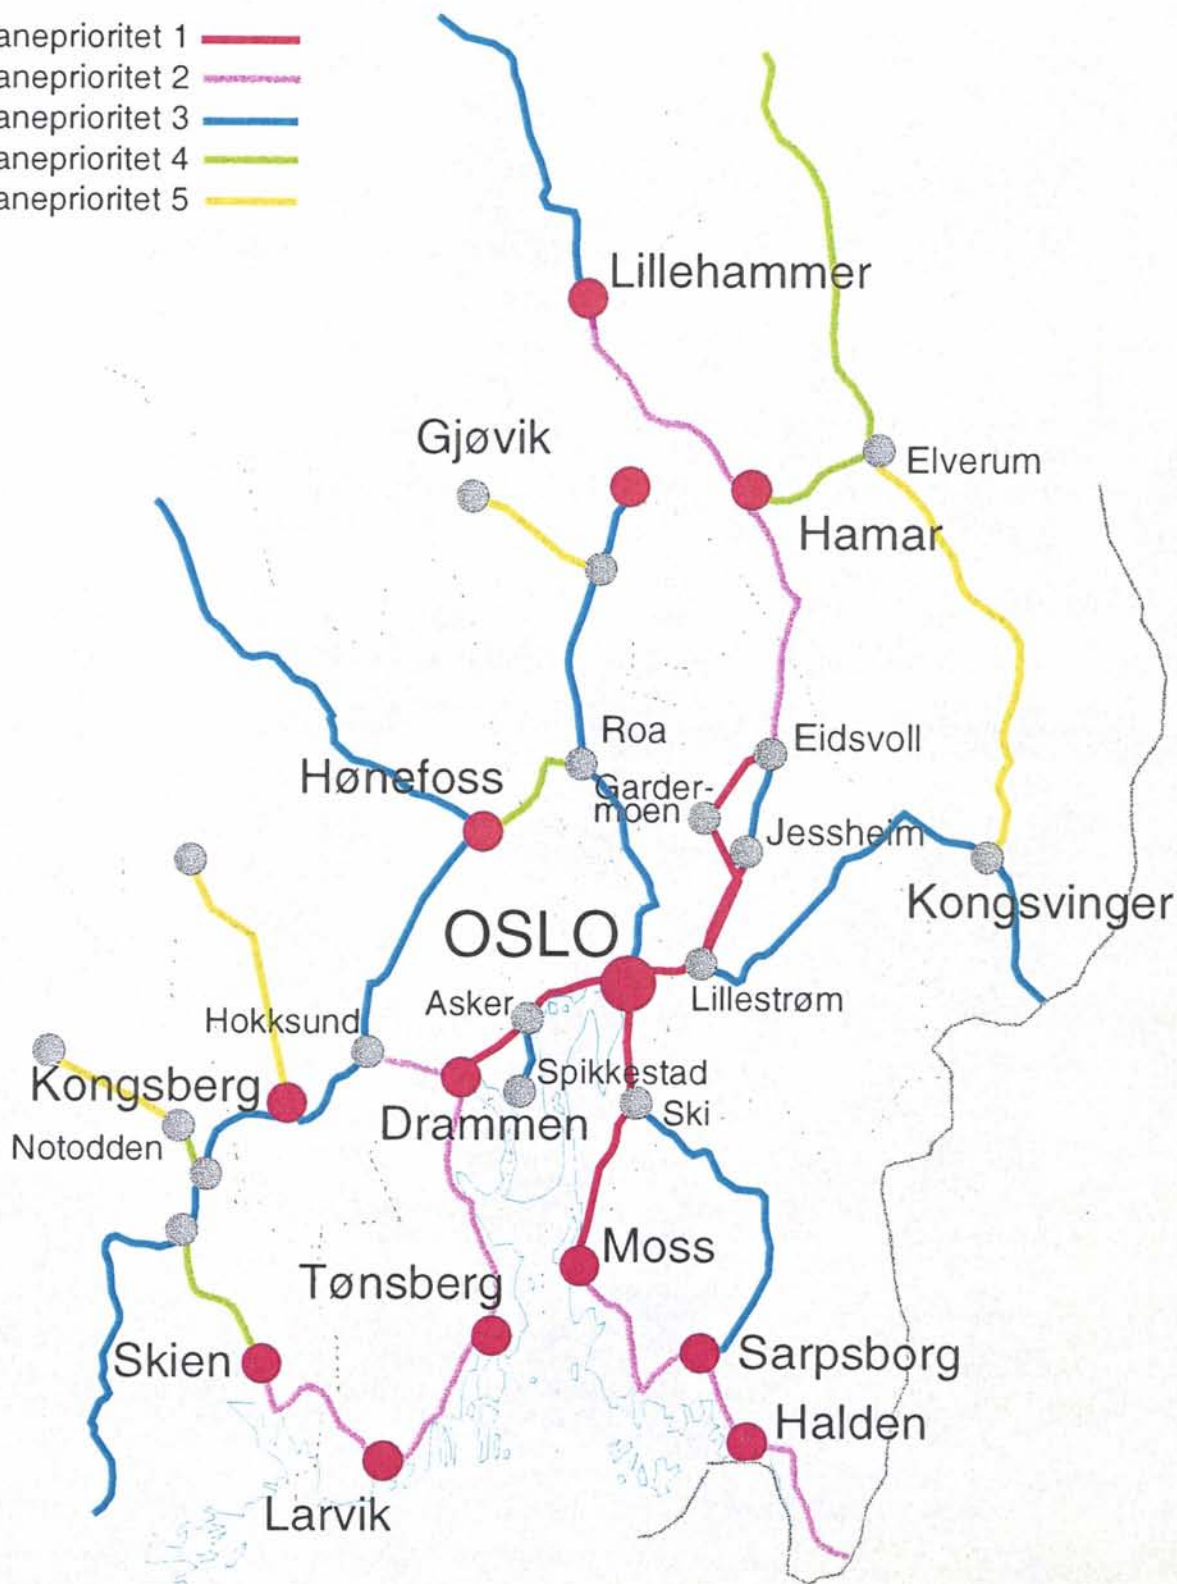 aneprioritet 1
aneprioritet 2
aneprioritet 3
aneprioritet 4
aneprioritet 5
Lillehammer
Gjøvik
Elverum
Hamar
Roa
Eidsvoll
Hønefoss
Garder-
moen
Jessheim
Kongsvinger
OSLO
Asker
Lillestrøm
Hokksund
Spikkestad
Kongsberg
Ski
Drammen
Notodden
Moss
Tønsberg
Skien
Sarpsborg
Halden
Larvik